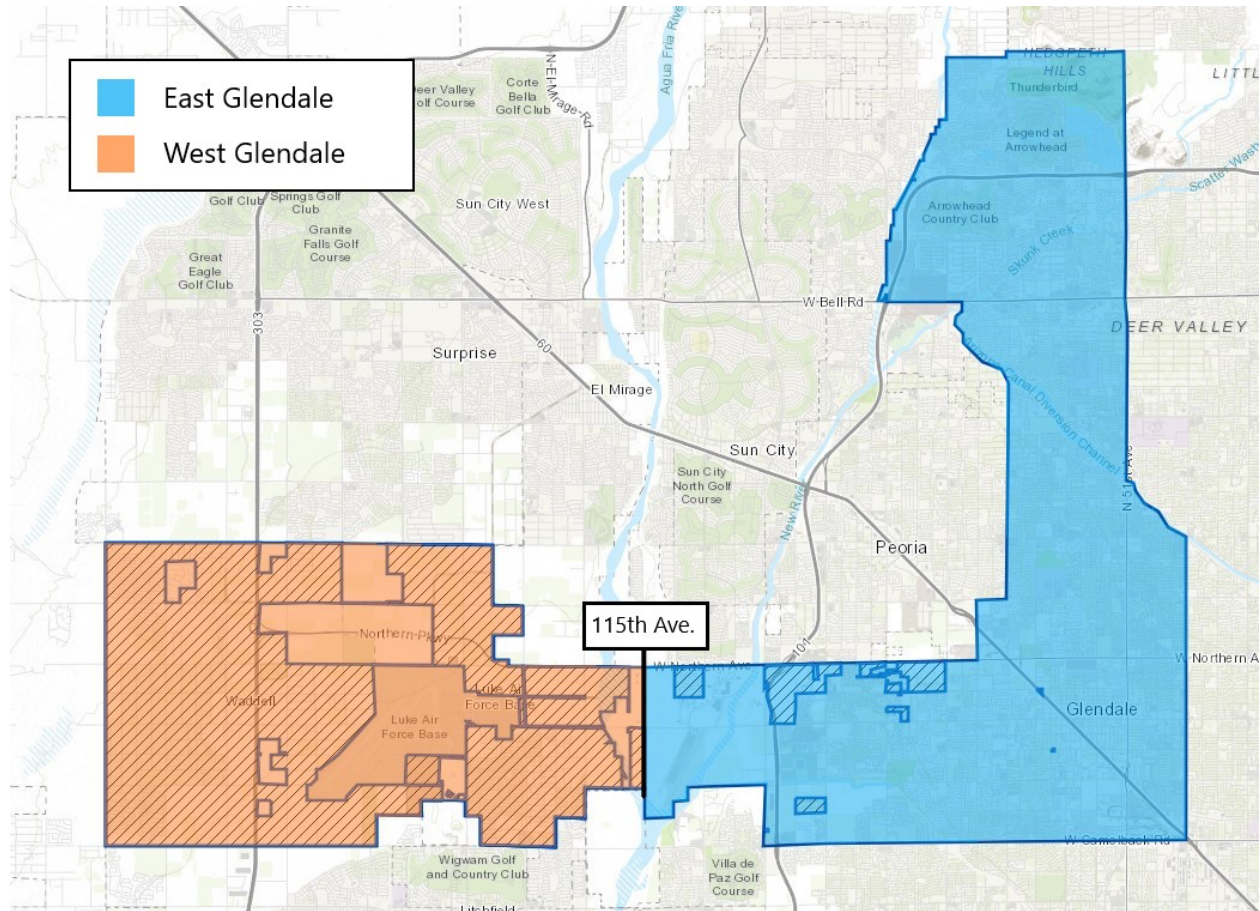 East Glendale
West Glendale
HEDGPETH
HILLS
Thunderbird
LITTL
Agua Fria River
N-El-Mirage-Rd
Corte
Bella
Golf Club
Deer Valley
Golf Course
Legend at
Arrowhead
Scatter Wash
Golf Club
Springs Golf
Club
Sun City West
Arrowhead
Country Club
Granite
Falls Golf
Course
Skunk Creek
Great
Eagle
Golf Club
W-Bell-Rd
303
DEER VALLEY
Surprise
60
Canal Diversion Channel
El Mirage
Sun City
Sun City
North Golf
Course
N 51st Ave
New River
Peoria
115th Ave.
Northern-Pkwy
101
W-Northern-Ave
W-Northern A
Waddell
Luke Air
Force Base
Luke Air
Force Base
Glendale
W-Camelback Rd
Wigwam Golf
and Country Club
Villa de
Paz Golf
Course
Litchfield